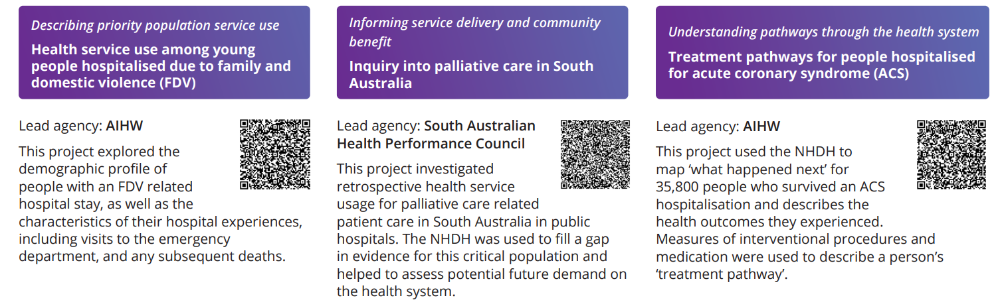 Describing priority population service use
Health service use among young
people hospitalised due to family and
domestic violence (FDV)
Lead agency: AIHW
This project explored the
demographic profile of
people with an FDV related
hospital stay, as well as the
characteristics of their hospital experiences,
including visits to the emergency
department, and any subsequent deaths.
Informing service delivery and community
benefit
Inquiry into palliative care in South
Australia
Lead agency: South Australian
Health Performance Council
This project investigated
retrospective health service
usage for palliative care related
patient care in South Australia in public
hospitals. The NHDH was used to fill a gap
in evidence for this critical population and
helped to assess potential future demand on
the health system.
Understanding pathways through the health system
Treatment pathways for people hospitalised
for acute coronary syndrome (ACS)
Lead agency: AIHW
This project used the NHDH to
map ‘what happened next’ for
35,800 people who survived an ACS
hospitalisation and describes the
health outcomes they experienced.
Measures of interventional procedures and
medication were used to describe a person’s
‘treatment pathway’.